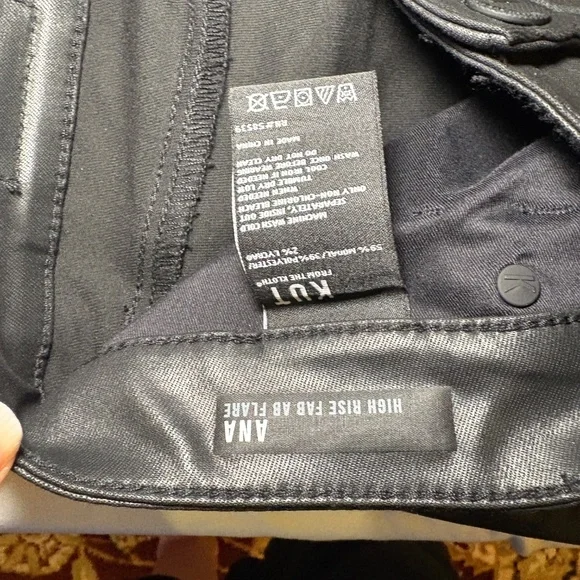 KUT
FROM THE KLOTH®
59% MODAL/39% POLYESTER/
2% LYCRA®
MACHINE WASH COLD
SEPARATELY, INSIDE OUT
ONLY NON-CHLORINE BLEACH
WHEN NEEDED
TUMBLE DRY LOW
COOL IRON IF NEEDED
WASH ONCE BEFORE WEARING
DO NOT DRY CLEAN
MADE IN CHINA
RN#58539
ANA
HIGH RISE FAB AB FLARE